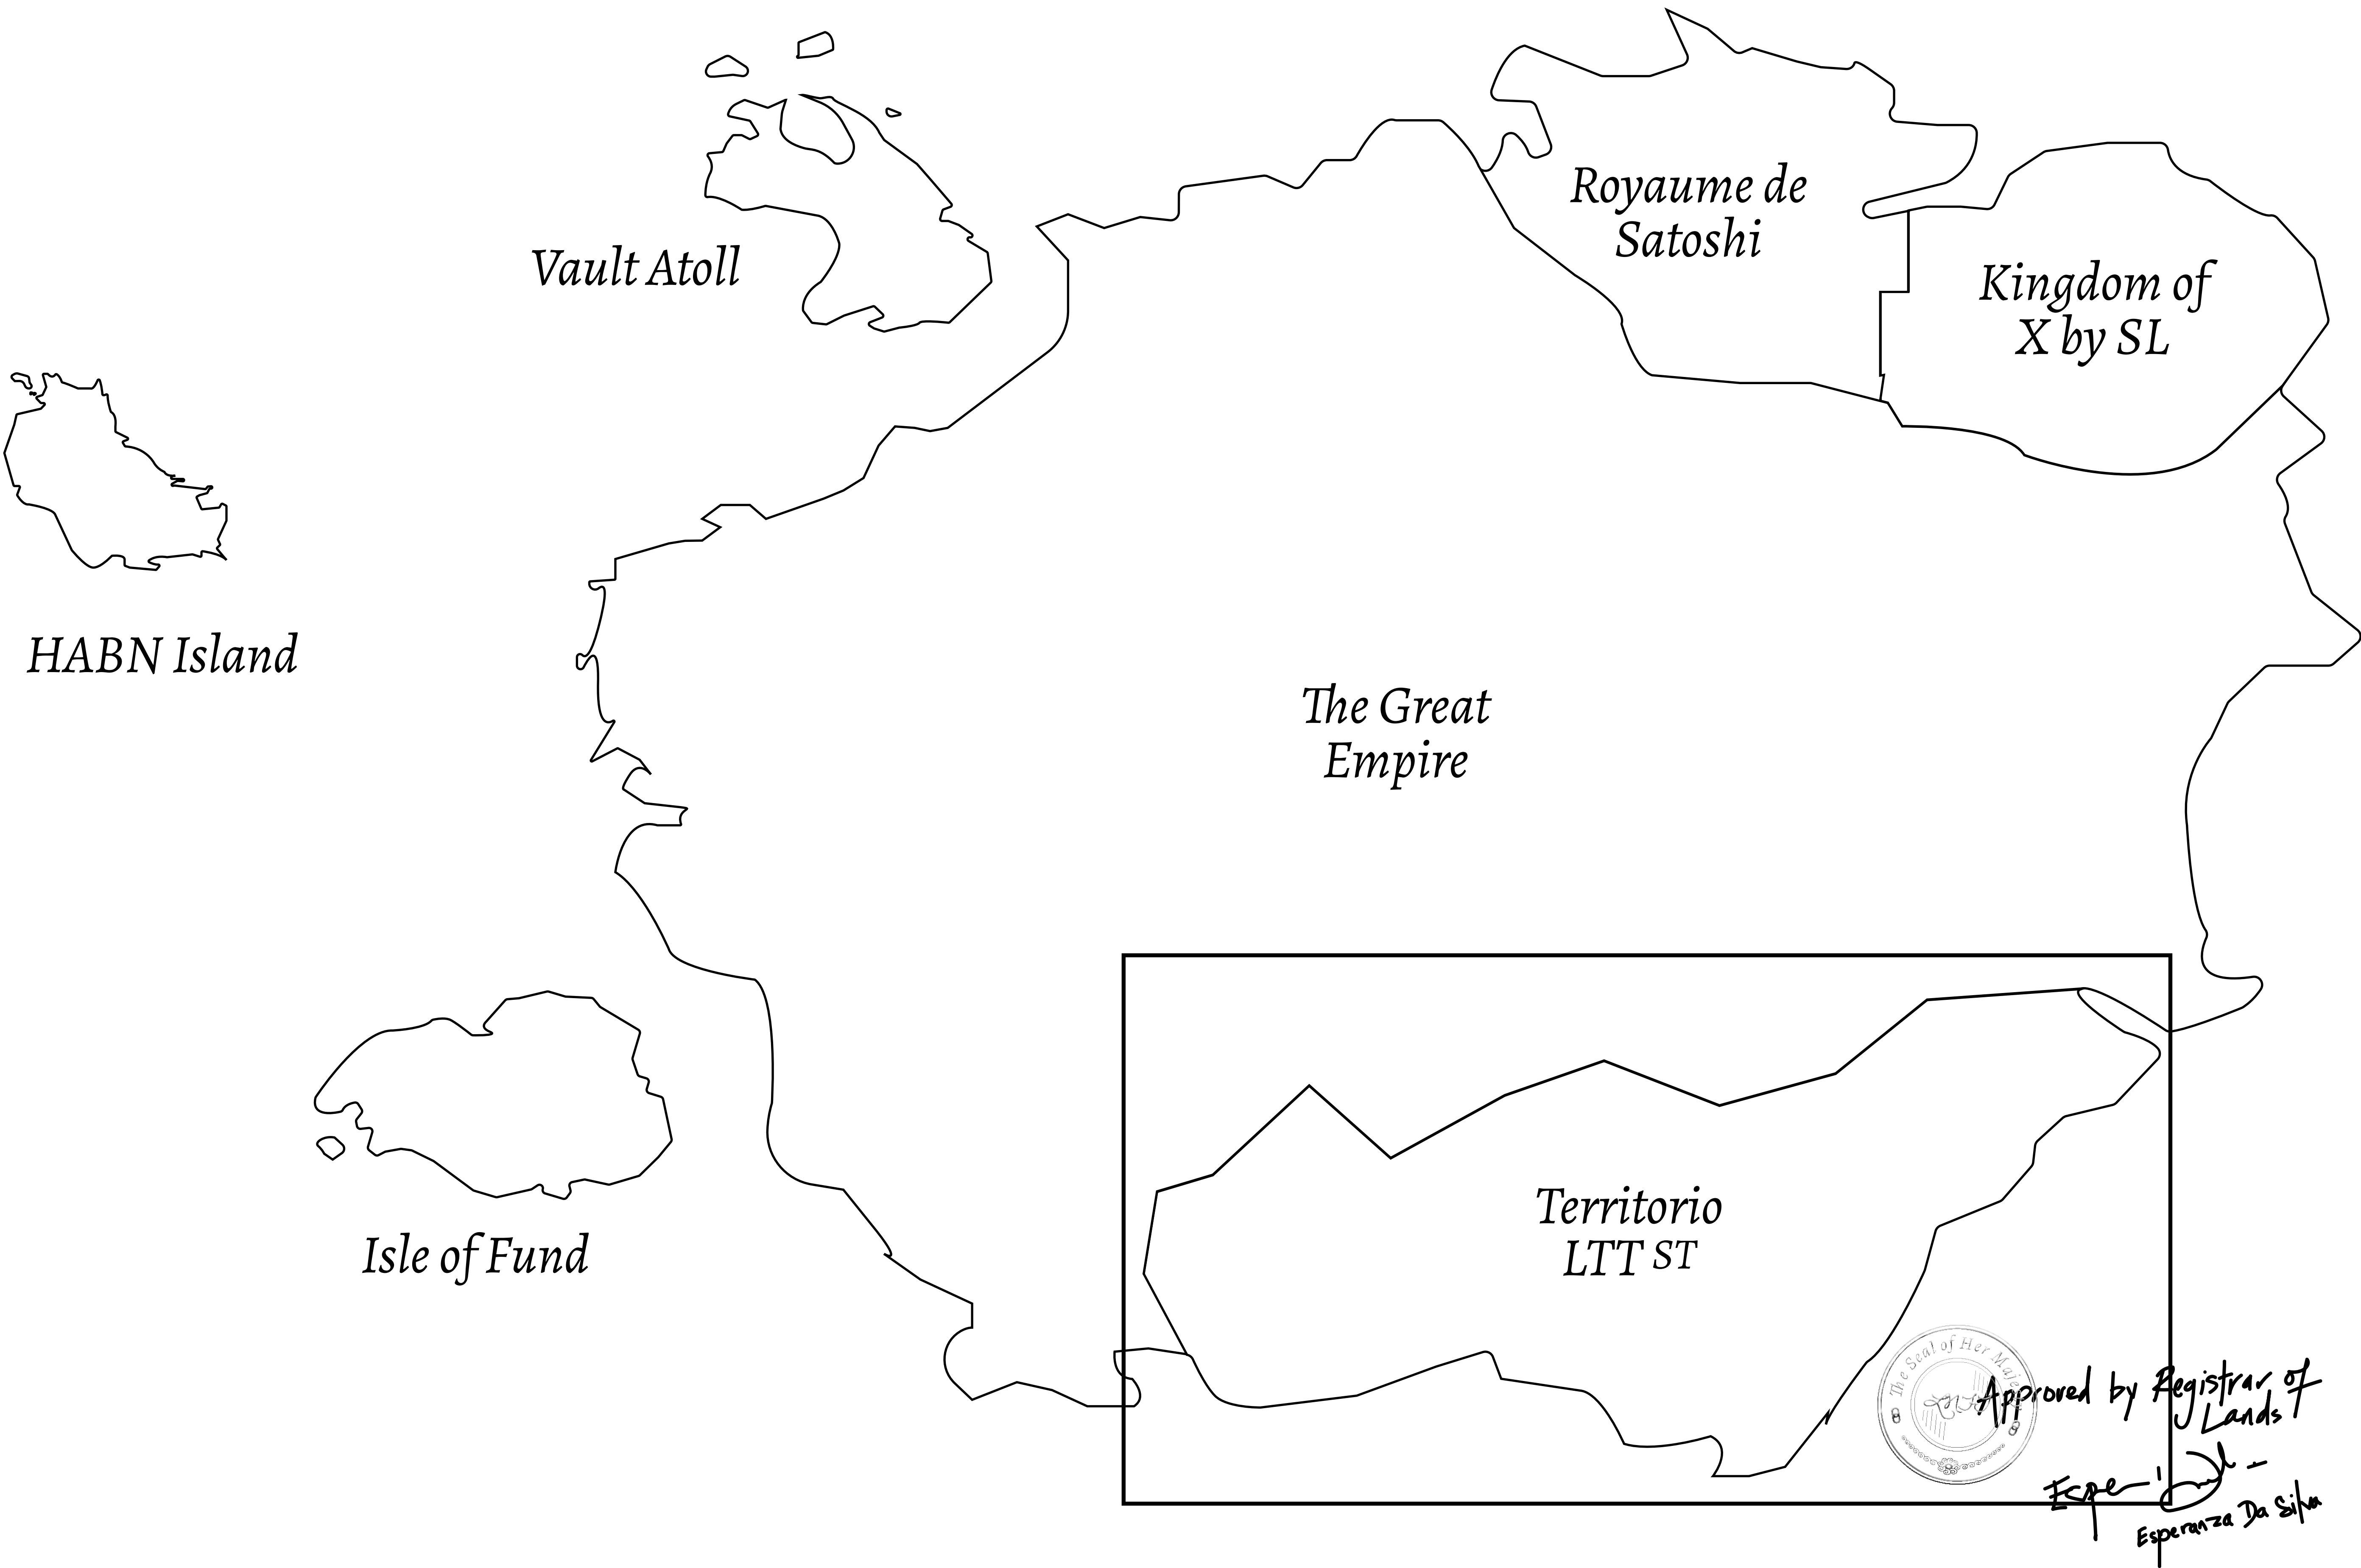 Royaume de
Satoshi
Vault Atoll
Kingdom of
X by SL
HABN Island
The Great
Empire
Territorio
LTT ST
Isle of Fund
The Seal of Her Majes
Approved by Registrar of
Lands
Esperanza Da Silva